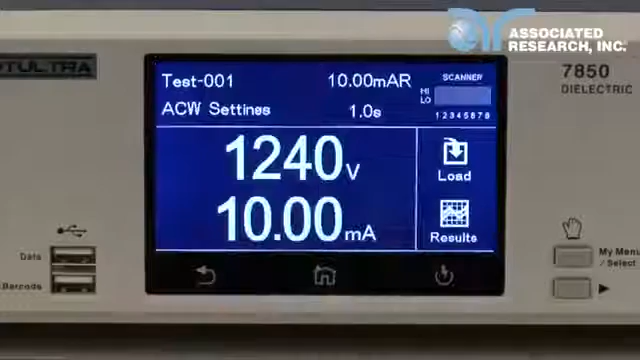 ASSOCIATED
RESEARCH, INC.
OTULTRA
7850
DIELECTRIC
Test-001 10.00mAR
SCANNER
HI
LO
ACW Settings 1.0s
12345678
1240V
Load
10.00mA
Results
Data
Barcode
My Menu
/ Select